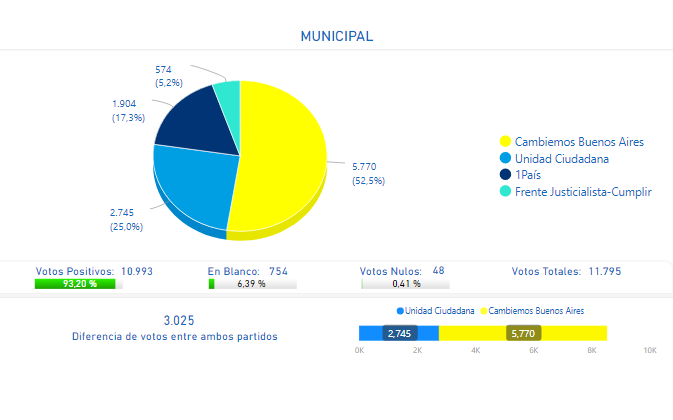 MUNICIPAL
574
(5,2%)
1.904
(17,3%)
2.745
(25,0%)
5.770
(52,5%)
Cambiemos Buenos Aires
Unidad Ciudadana
1País
Frente Justicialista-Cumplir
Votos Positivos: 10.993
93,20 %
En Blanco: 754
6,39 %
Votos Nulos: 48
0,41 %
Votos Totales: 11.795
3.025
Diferencia de votos entre ambos partidos
Unidad Ciudadana Cambiemos Buenos Aires
2,745 5,770
0K 2K 4K 6K 8K 10K